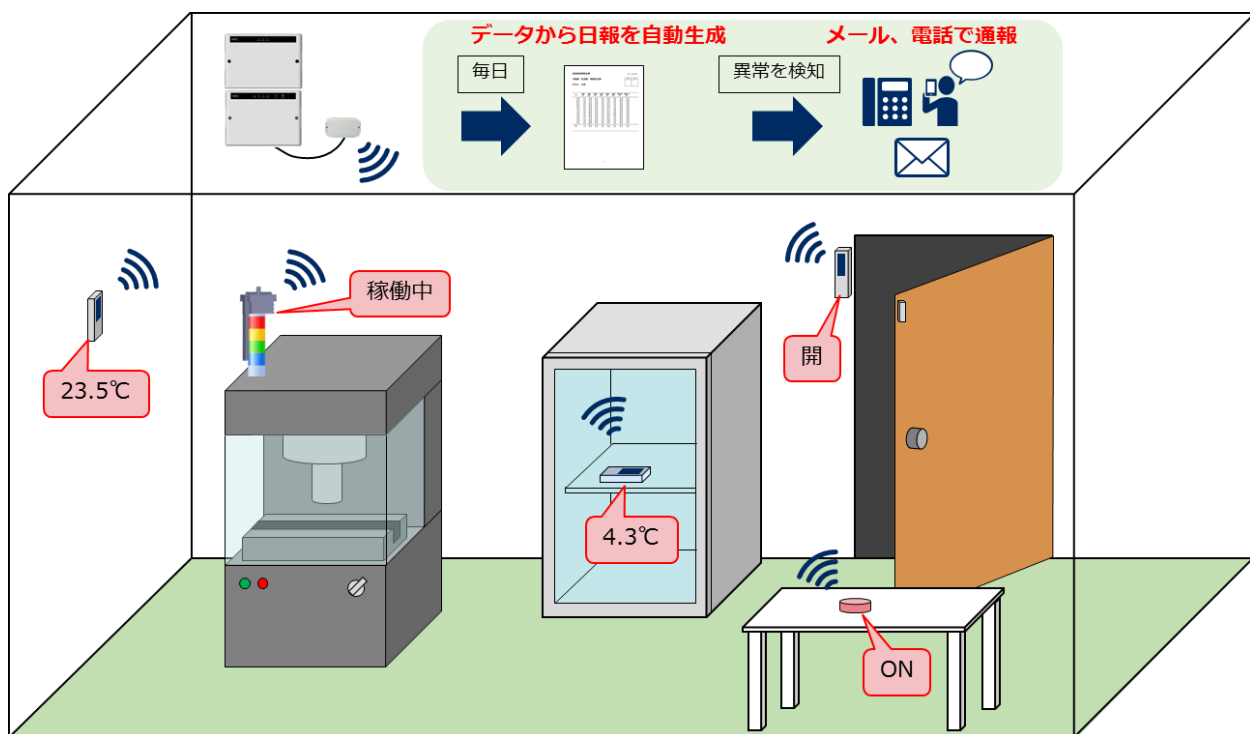 データから日報を自動生成
メール、電話で通報
毎日
異常を検知
稼働中
開
23.5℃
4.3℃
ON